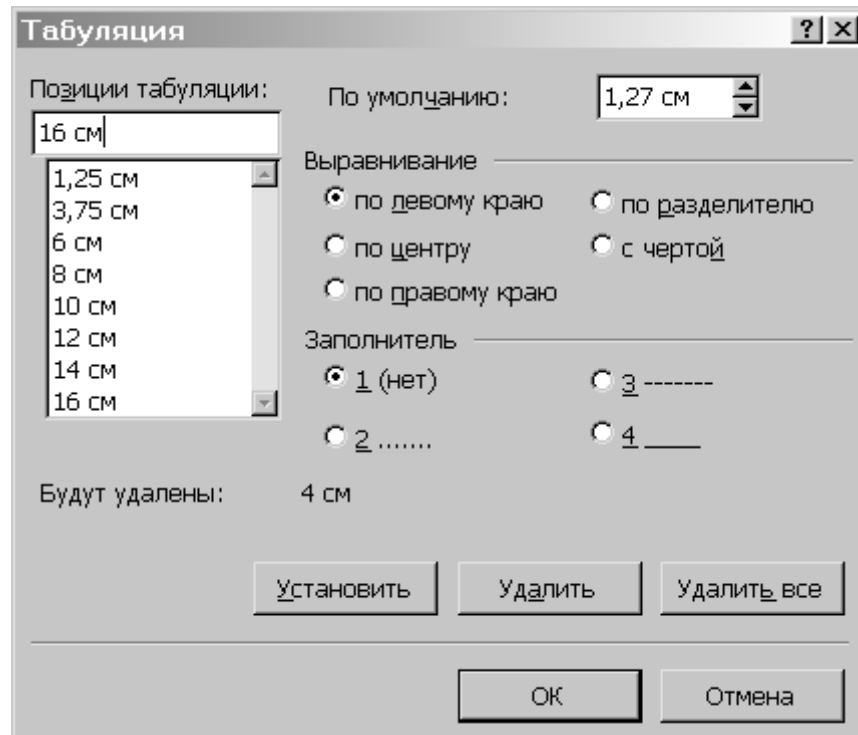 Табуляция
Позиции табуляции:
16 см
1,25 см
3,75 см
6 см
8 см
10 см
12 см
14 см
16 см
По умолчанию:
1,27 см
Выравнивание
по левому краю
по разделителю
по центру
с чертой
по правому краю
Заполнитель
1 (нет)
3 -------
2 .......
4 ____
Будут удалены: 4 см
Установить
Удалить
Удалить все
ОК
Отмена